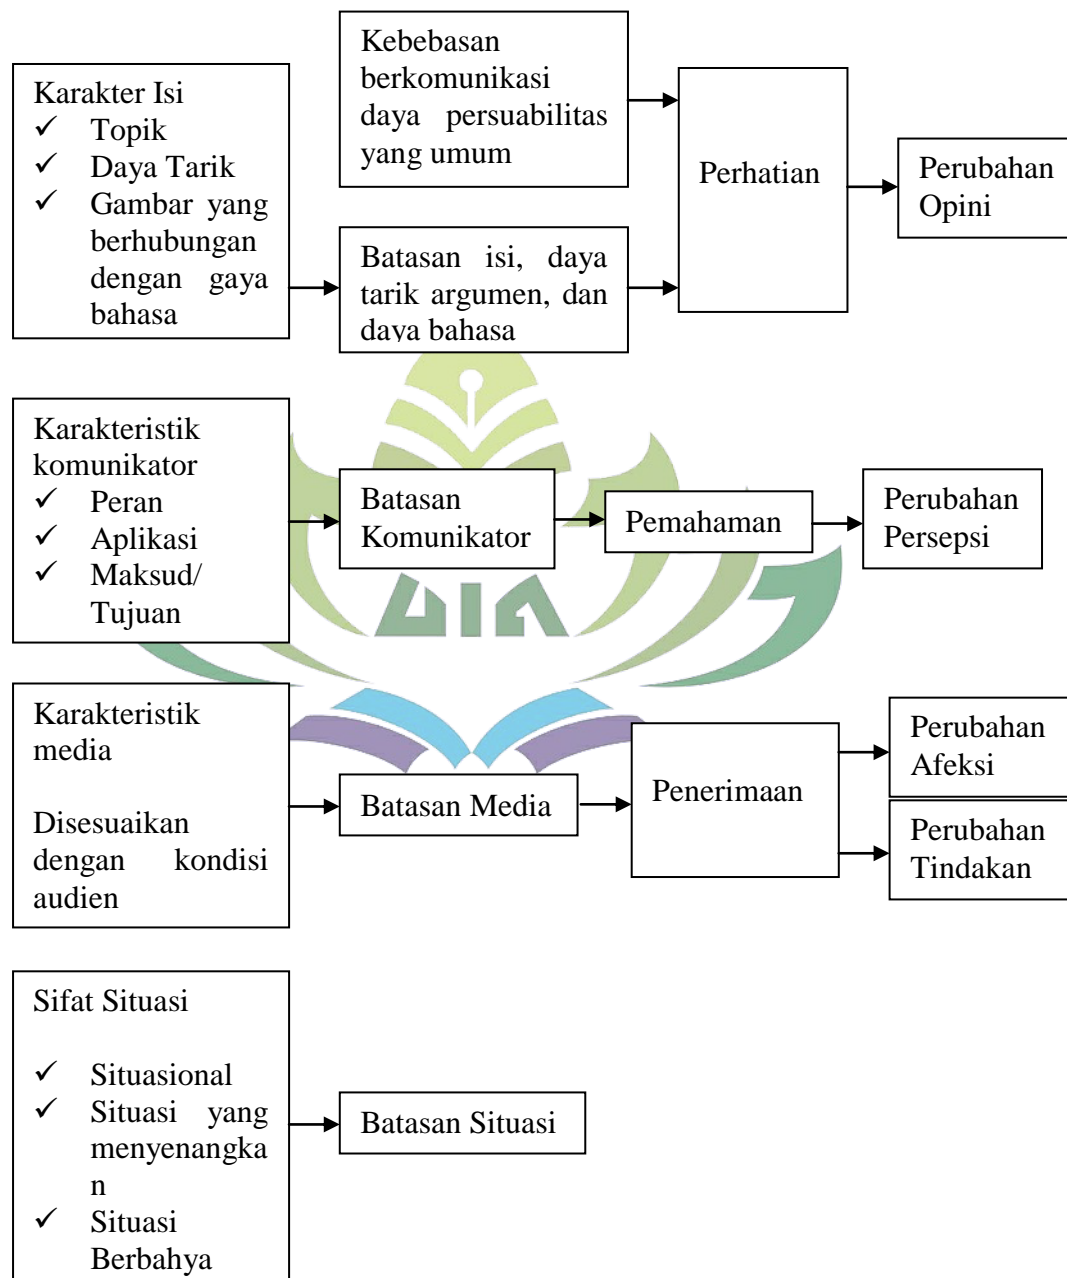 Karakter Isi
✓ Topik
✓ Daya Tarik
✓ Gambar yang
berhubungan
dengan gaya
bahasa
Kebebasan
berkomunikasi
daya persuabilitas
yang umum
Batasan isi, daya
tarik argumen, dan
daya bahasa
Perhatian
Perubahan
Opini
Karakteristik
komunikator
✓ Peran
✓ Aplikasi
✓ Maksud/
Tujuan
Batasan
Komunikator
Pemahaman
Perubahan
Persepsi
UIN
Karakteristik
media
Disesuaikan
dengan kondisi
audien
Batasan Media
Penerimaan
Perubahan
Afeksi
Perubahan
Tindakan
Sifat Situasi
✓ Situasional
✓ Situasi yang
menyenangka
n
✓ Situasi
Berbahya
Batasan Situasi